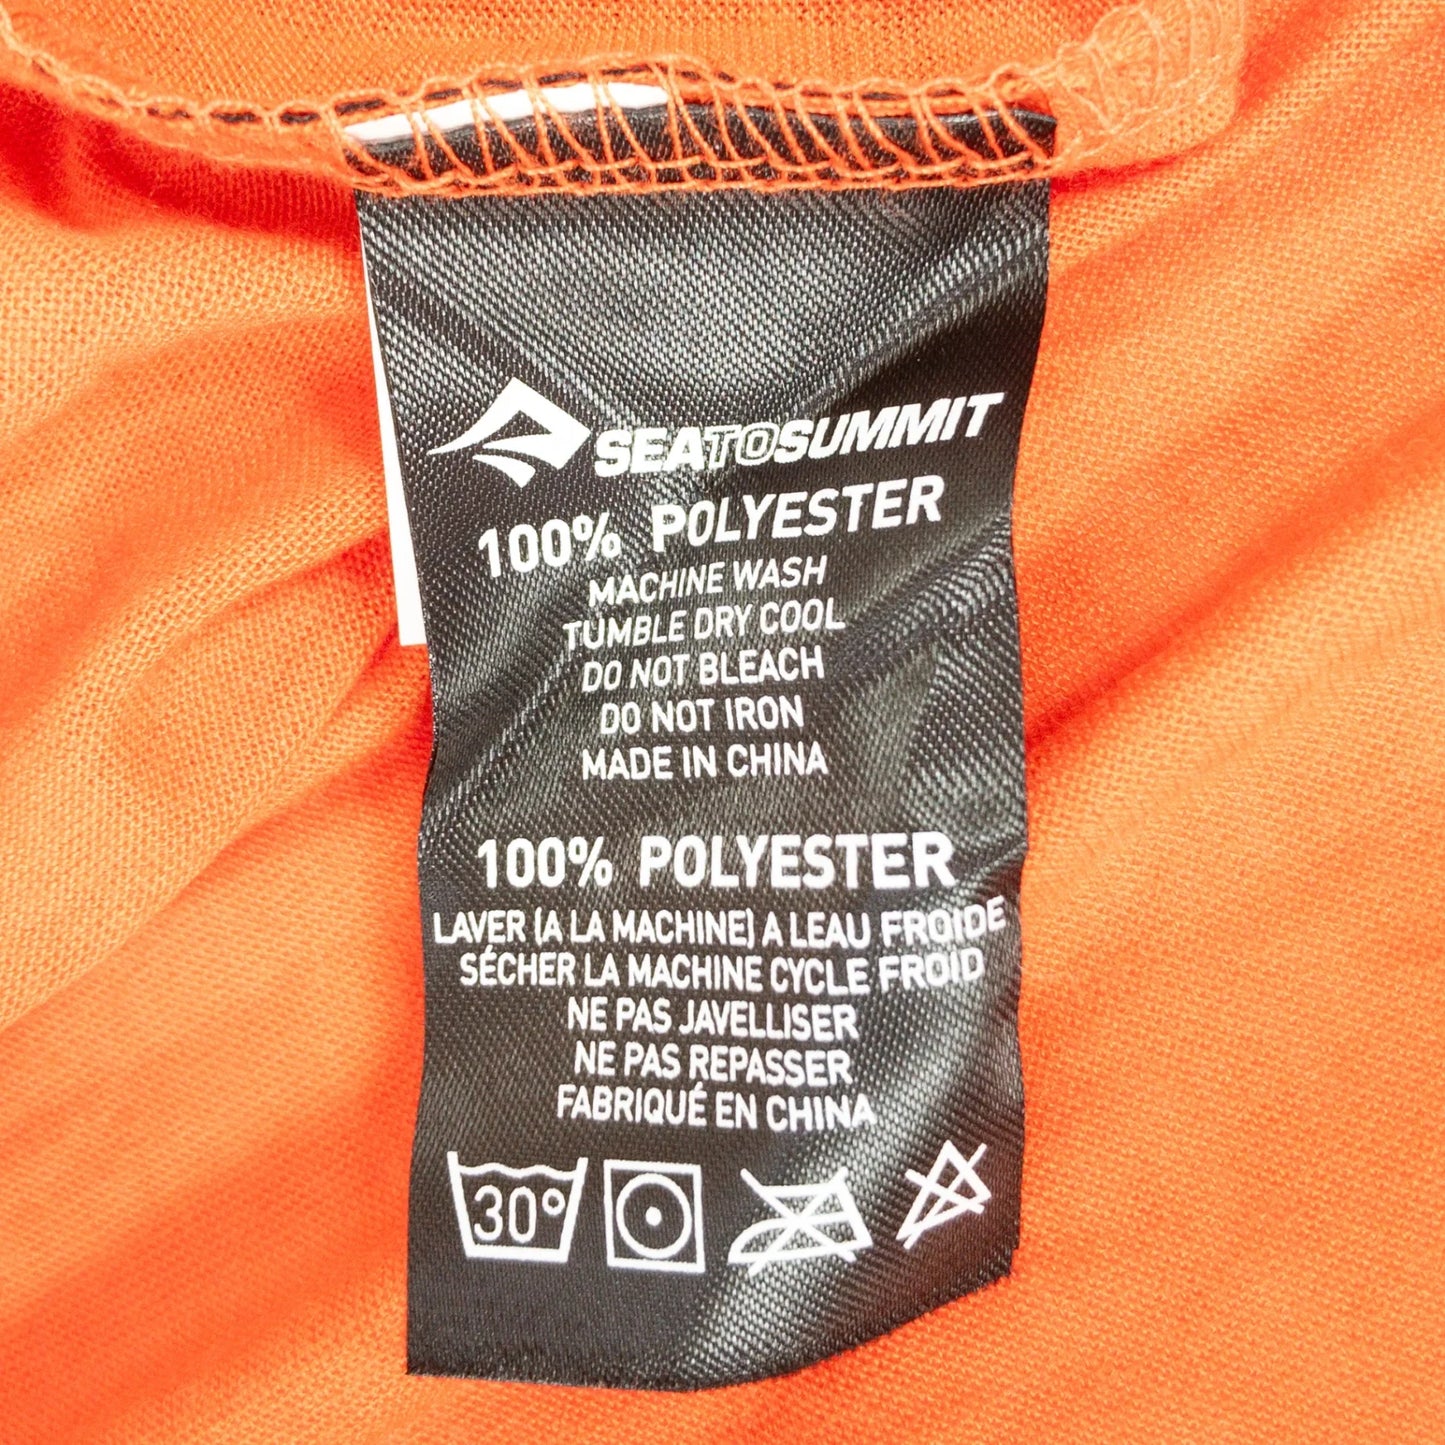 SEATOSUMMIT
100% POLYESTER
MACHINE WASH
TUMBLE DRY COOL
DO NOT BLEACH
DO NOT IRON
MADE IN CHINA
100% POLYESTER
LAVER (A LA MACHINE) A LEAU FROIDE
SÉCHER LA MACHINE CYCLE FROID
NE PAS JAVELLISER
NE PAS REPASSER
FABRIQUÉ EN CHINA
30°